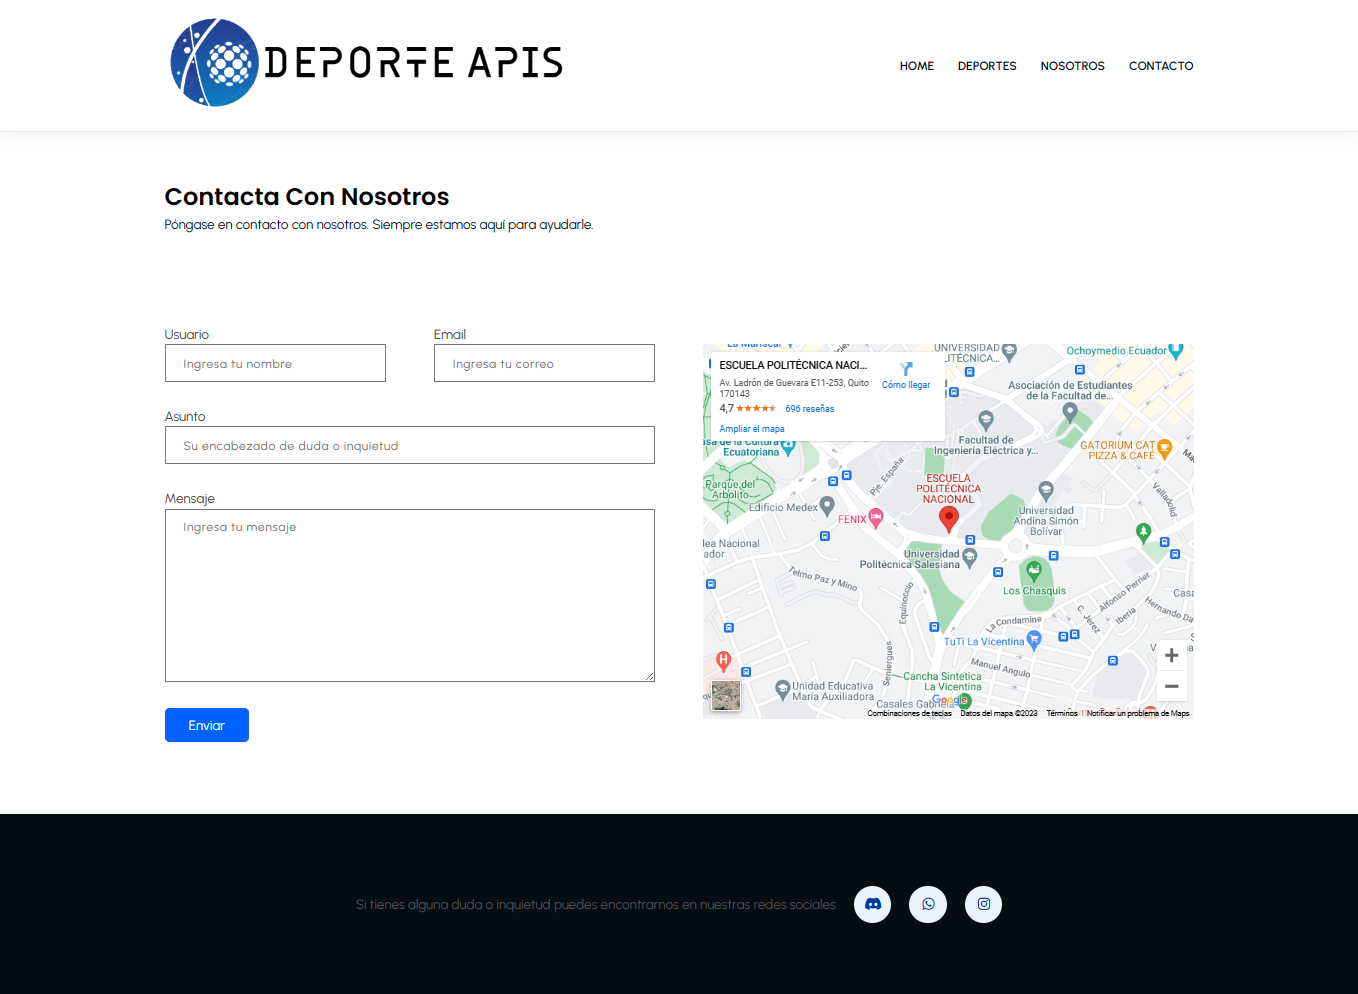 DEPORTE APIS
HOME DEPORTES NOSOTROS CONTACTO
Contacta Con Nosotros
Póngase en contacto con nosotros. Siempre estamos aquí para ayudarle.
Usuario
Ingresa tu nombre
Email
Ingresa tu correo
Asunto
Su encabezado de duda o inquietud
Mensaje
Ingresa tu mensaje
Enviar
ESCUELA POLITÉCNICA NACI...
Av. Ladrón de Guevara E11-253, Quito
170143
4,7 696 reseñas
Ampliar el mapa
Cómo llegar
La Mariscal
UNIVERSIDAD
LITÉCNICA...
Ochoymedio Ecuador
Asociación de Estudiantes
de la Facultad de...
asa de la Cultura
Ecuatoriana
Facultad de
Ingeniería Eléctrica y...
GATORIUM CAT
PIZZA & CAFÉ
Pje. España
Parque del
Arbolito
ESCUELA
POLITÉCNICA
NACIONAL
Valladolid
Edificio Medex
FENIX
Universidad
Andina Simón
Bolívar
lea Nacional
ador
Universidad
Politécnica Salesiana
Telmo Paz y Mino
Los Chasquis
Alfonso Perrier
Equinoccio
Iberia
Hernando Da
La Condamine
C. Jerez
TuTi La Vicentina
Seniergues
Manuel Angulo
Cancha Sintetica
La Vicentina
H
Unidad Educativa
María Auxiliadora
Casales Gabriela
Google
Combinaciones de teclas Datos del mapa ©2023 Términos Notificar un problema de Maps
Si tienes alguna duda o inquietud puedes encontrarnos en nuestras redes sociales